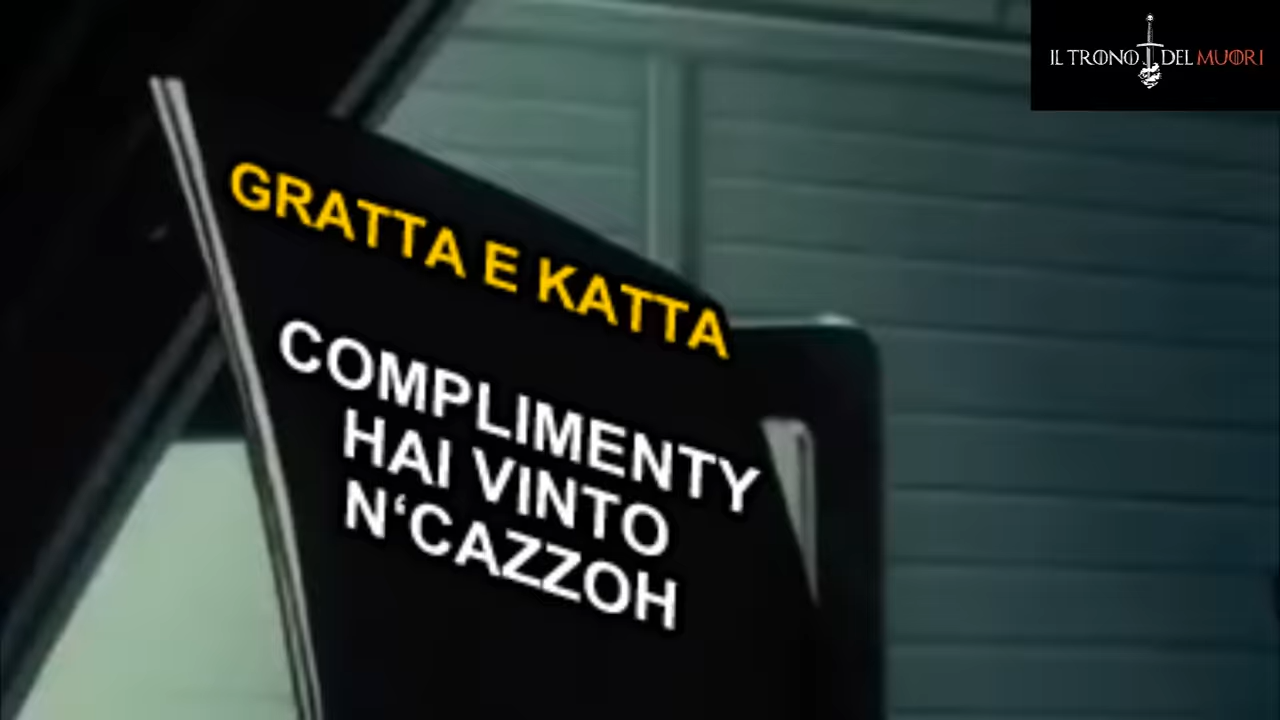 IL TRONO DEL MUORI
GRATTA E KATTA
COMPLIMENTY
HAI VINTO
N‘CAZZOH